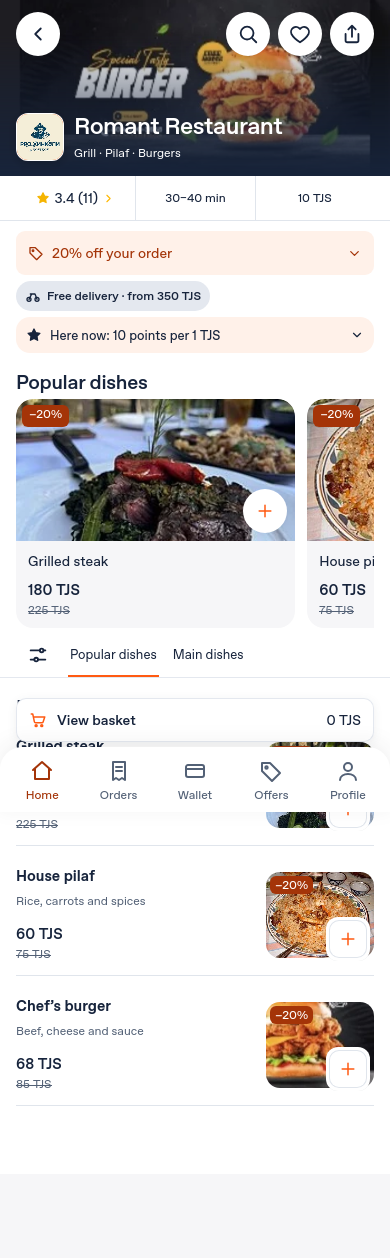 Special Tasty
BURGER
Romant Restaurant
Grill · Pilaf · Burgers
3.4 (11)
30–40 min
10 TJS
20% off your order
Free delivery · from 350 TJS
Here now: 10 points per 1 TJS
Popular dishes
−20%
−20%
Grilled steak
180 TJS
225 TJS
House pi
60 TJS
75 TJS
Popular dishes
Main dishes
View basket
0 TJS
Grilled steak
Home
Orders
Wallet
Offers
Profile
225 TJS
House pilaf
Rice, carrots and spices
60 TJS
75 TJS
−20%
Chef’s burger
Beef, cheese and sauce
68 TJS
85 TJS
−20%